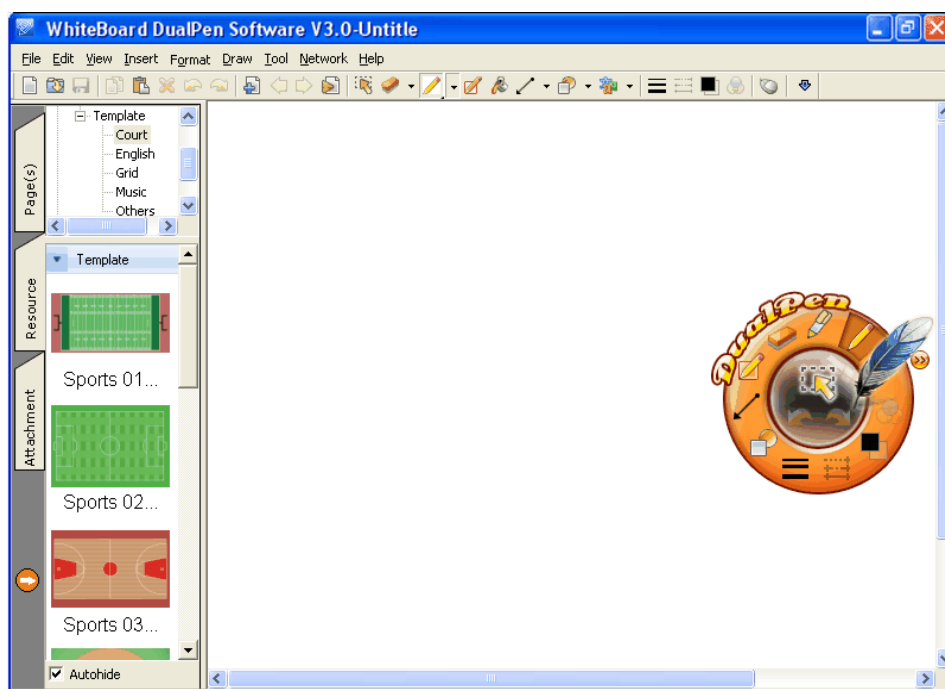 WhiteBoard DualPen Software V3.0-Untitle
File Edit View Insert Format Draw Tool Network Help
Page(s)
Resource
Attachment
Template
Court
English
Grid
Music
Others
Template
Sports 01...
Sports 02...
Sports 03...
Autohide
DualPen